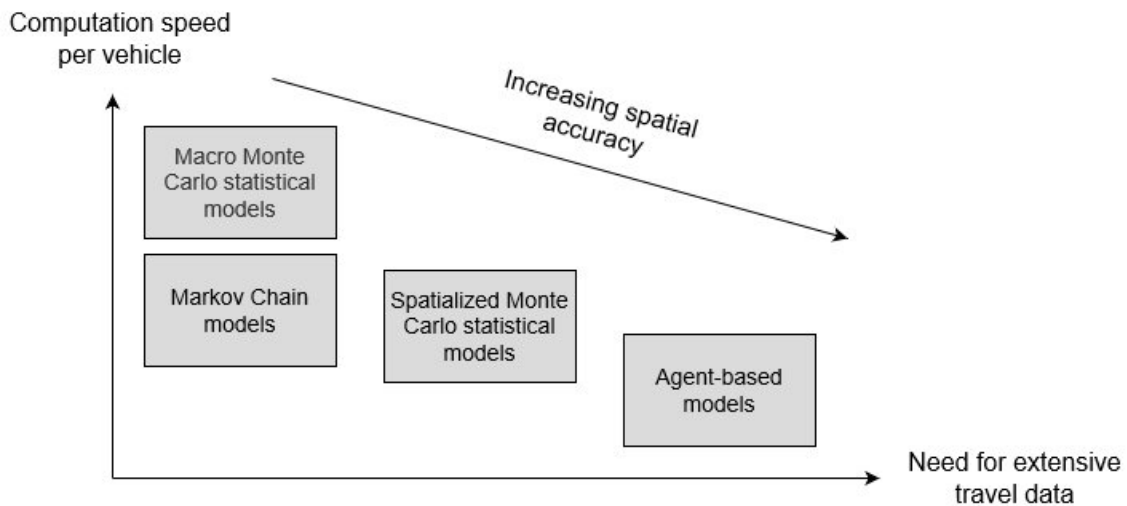 Computation speed
per vehicle
Increasing spatial
accuracy
Macro Monte
Carlo statistical
models
Markov Chain
models
Spatialized Monte
Carlo statistical
models
Agent-based
models
Need for extensive
travel data